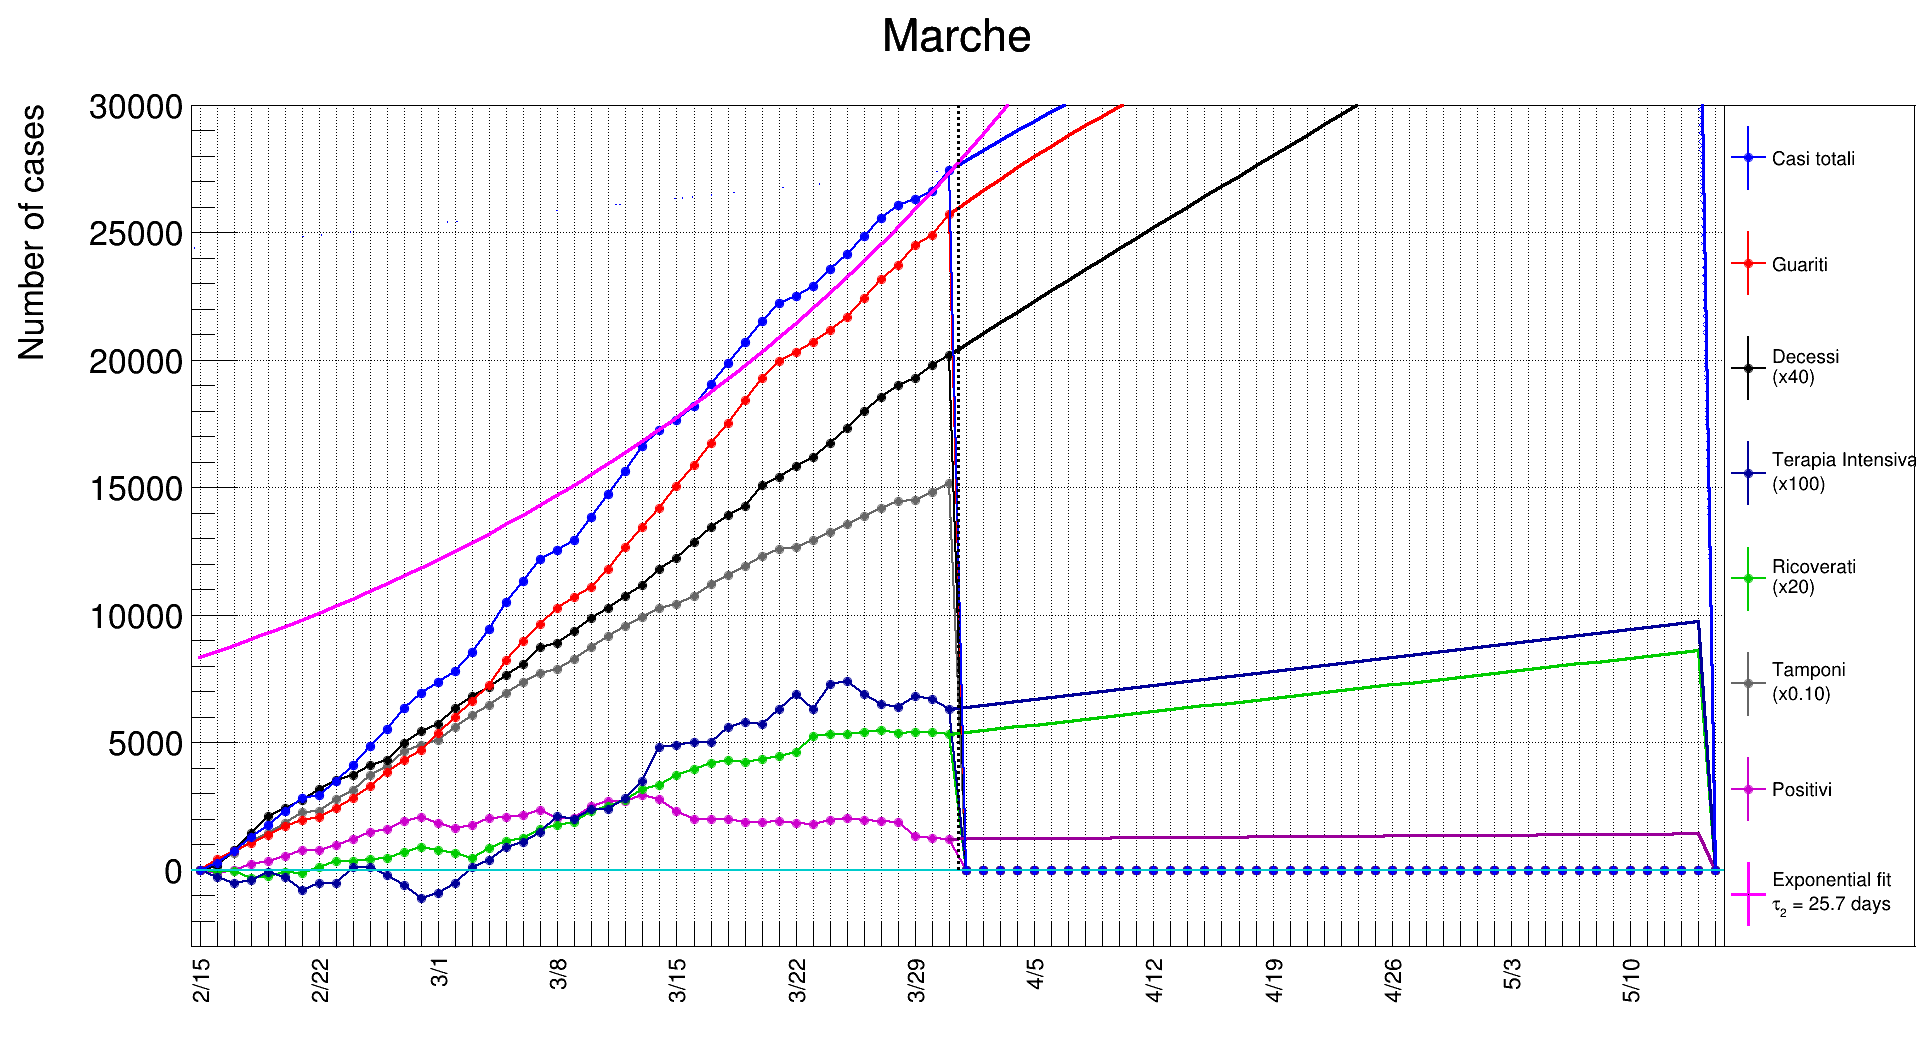 Marche
Number of cases
30000
25000
20000
15000
10000
5000
0
2/15
2/22
3/1
3/8
3/15
3/22
3/29
4/5
4/12
4/19
4/26
5/3
5/10
Casi totali
Guariti
Decessi
(x40)
Terapia Intensiva
(x100)
Ricoverati
(x20)
Tamponi
(x0.10)
Positivi
Exponential fit
τ2 = 25.7 days